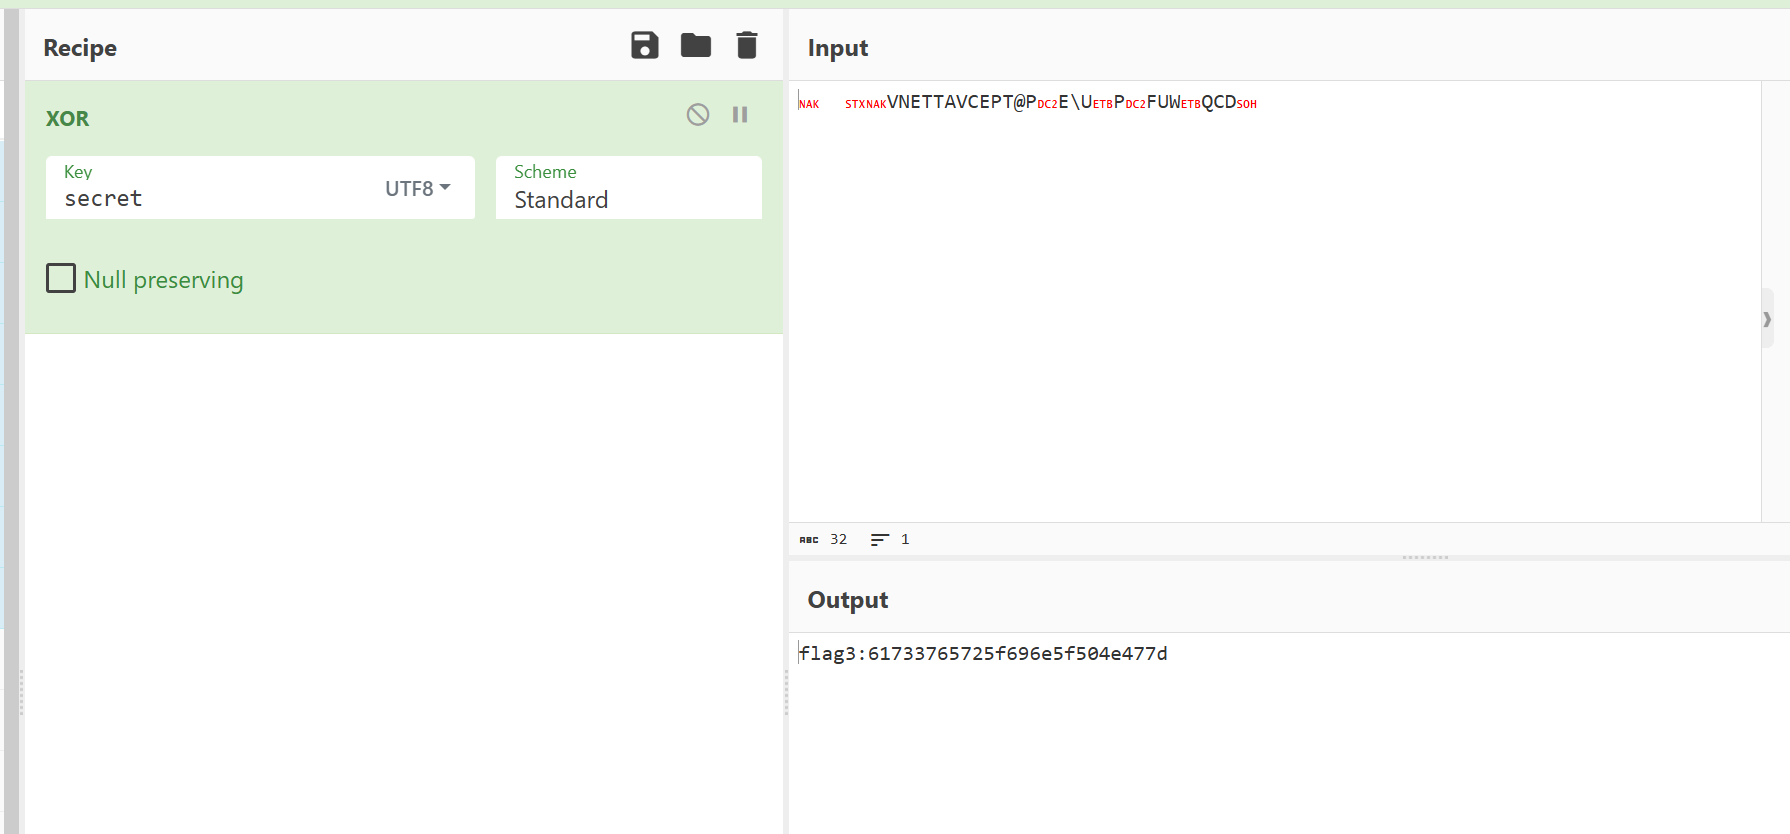 Recipe
XOR
Key
secret
UTF8
Scheme
Standard
Null preserving
Input
NAK	STXNAKVNETTAVCEPT@PDC2E\UETBPDC2FUWETBQCDSOH
ABC 32 1
Output
flag3:61733765725f696e5f504e477d